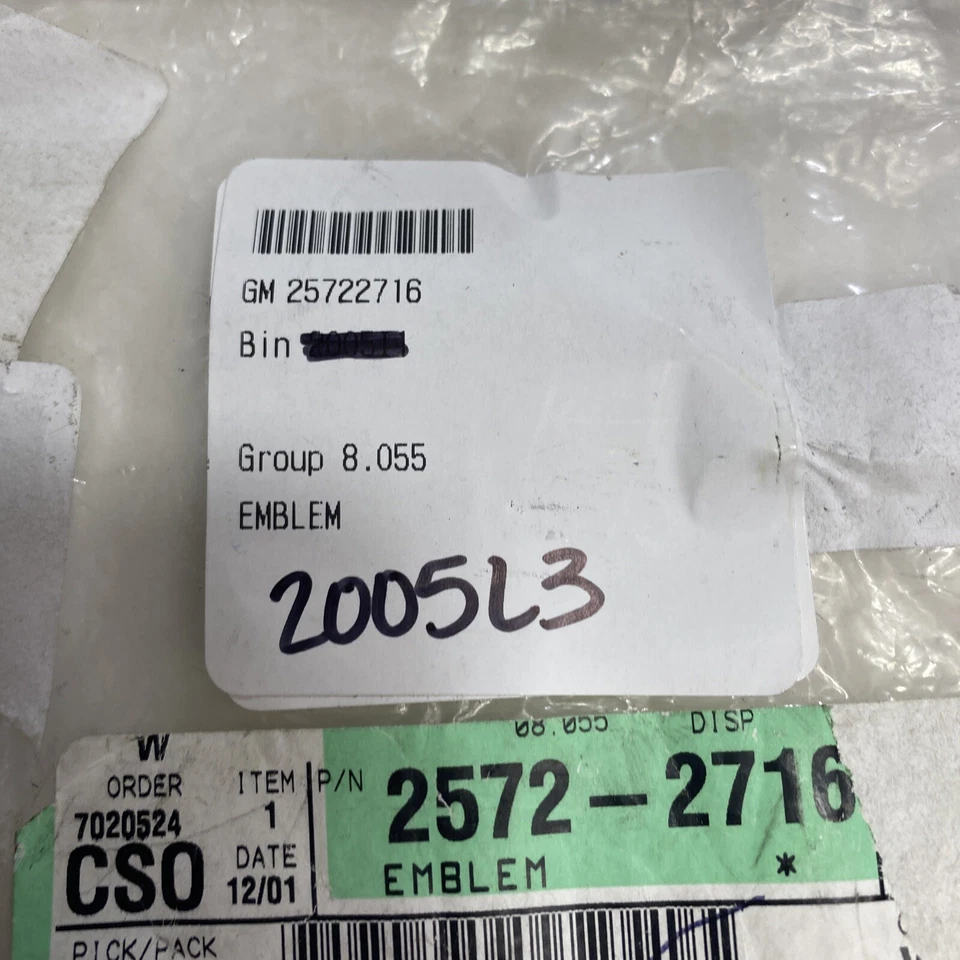 GM 25722716
Bin
Group 8.055
EMBLEM
2005L3
08.055 DISP
W
ORDER ITEM P/N 2572-2716
7020524 1
CSO DATE EMBLEM *
12/01
PICK/PACK